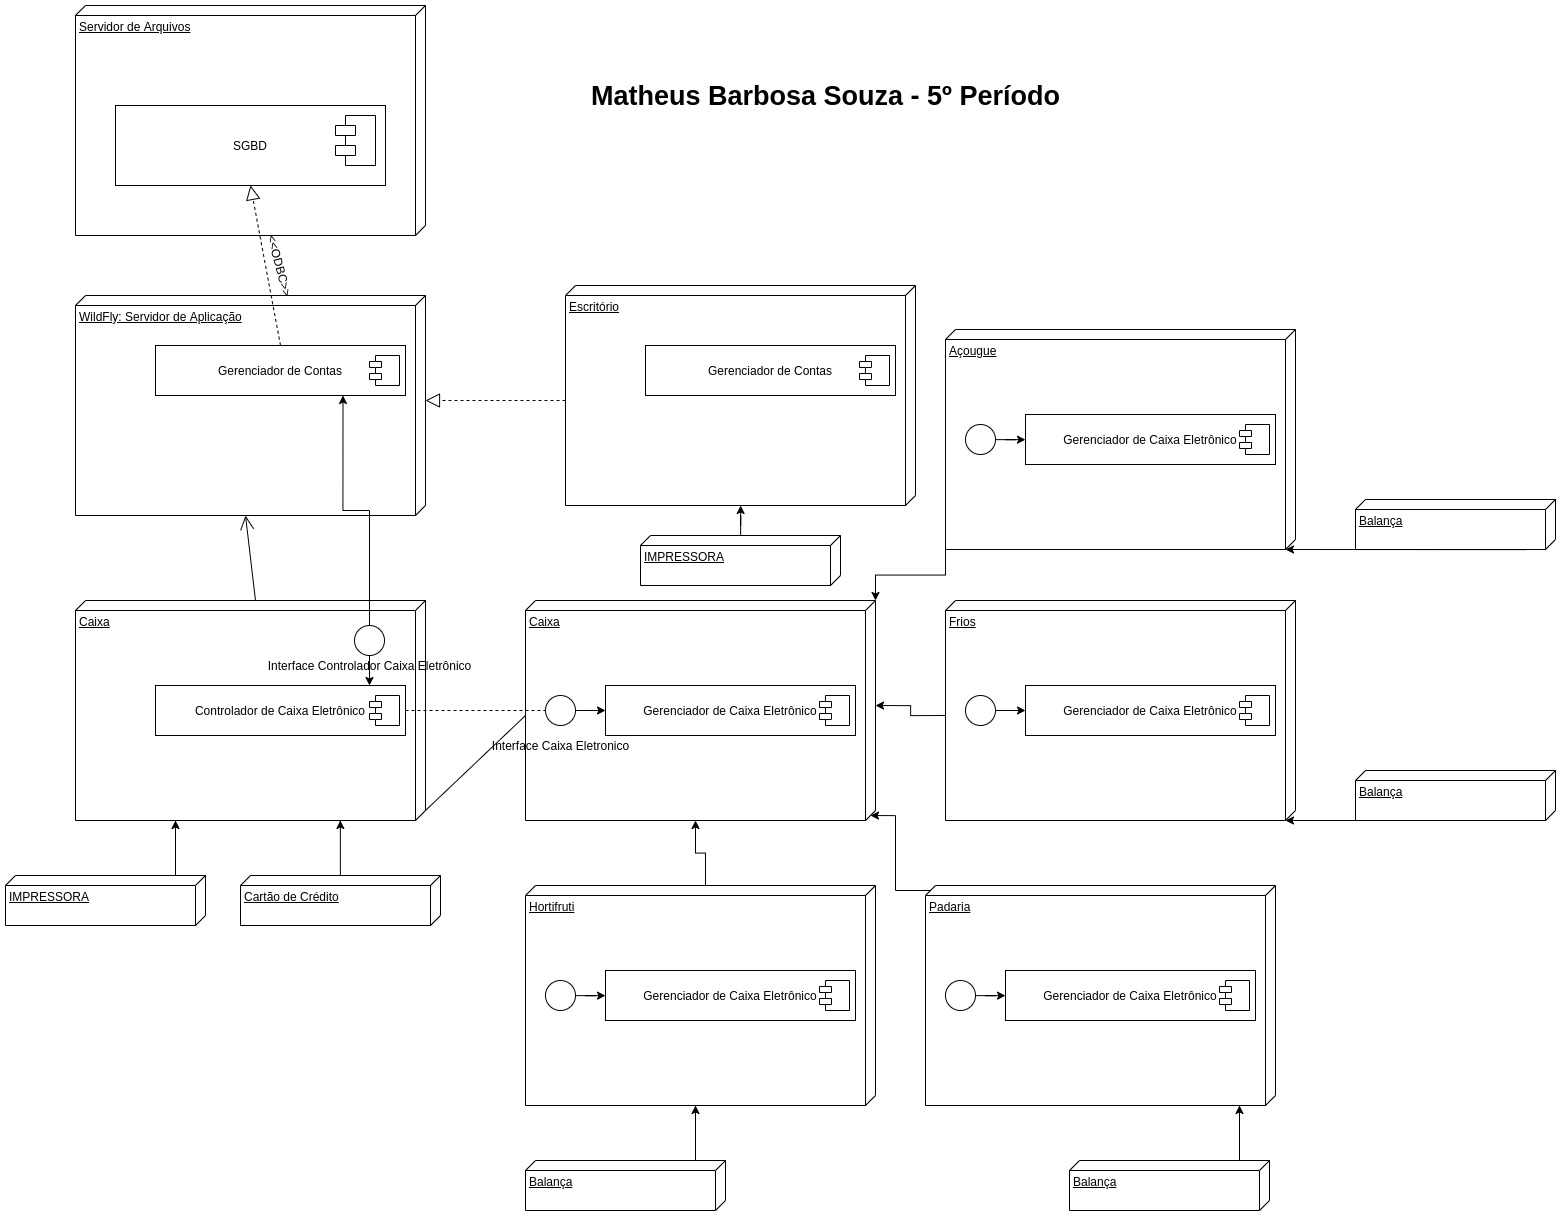 Servidor de Arquivos
Matheus Barbosa Souza - 5º Período
SGBD
<ODBC>
WildFly: Servidor de Aplicação
Gerenciador de Contas
Escritório
Gerenciador de Contas
Açougue
Gerenciador de Caixa Eletrônico
Balança
IMPRESSORA
Caixa
Interface Controlador Caixa Eletrônico
Controlador de Caixa Eletrônico
Caixa
Gerenciador de Caixa Eletrônico
Interface Caixa Eletronico
Frios
Gerenciador de Caixa Eletrônico
Balança
IMPRESSORA
Cartão de Crédito
Hortifruti
Gerenciador de Caixa Eletrônico
Padaria
Gerenciador de Caixa Eletrônico
Balança
Balança